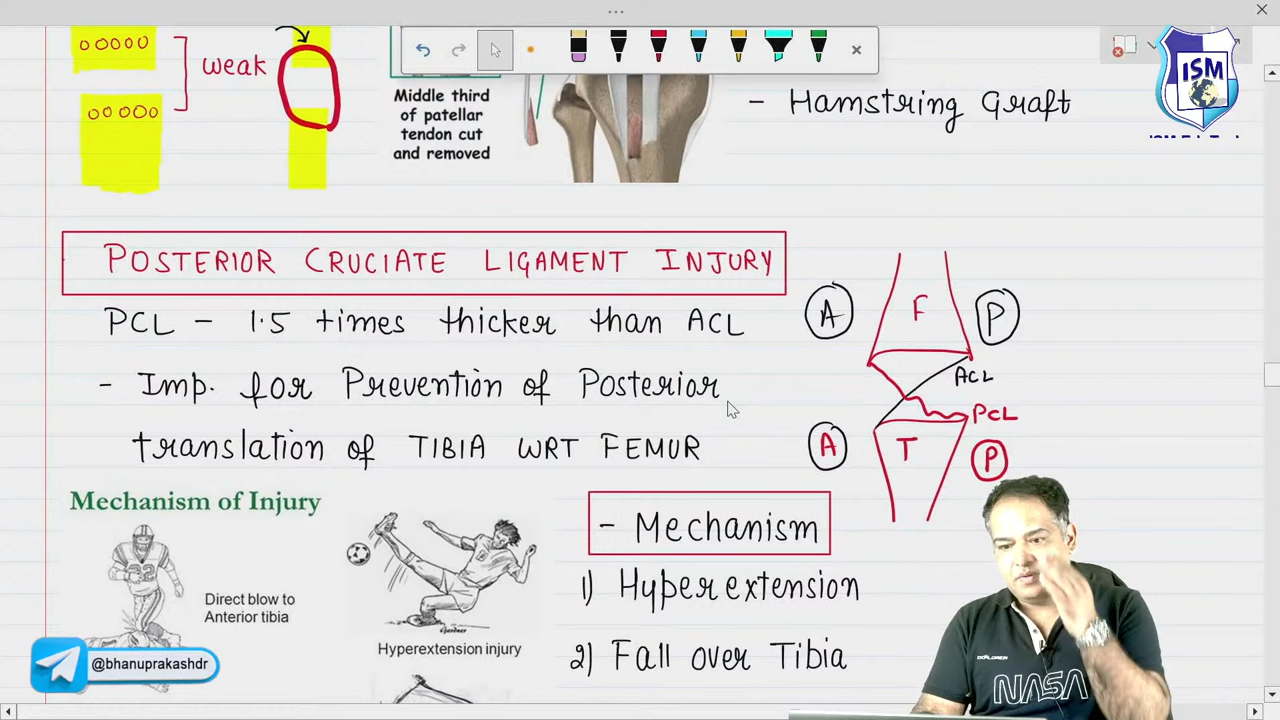 weak
Middle third
of patellar
tendon cut
and removed
- Hamstring Graft
ISM
POSTERIOR CRUCIATE LIGAMENT INJURY
PCL - 1.5 times thicker than ACL
- Imp. for Prevention of Posterior
translation of TIBIA WRT FEMUR
A
F
P
ACL
PCL
A
T
P
Mechanism of Injury
22
Direct blow to
Anterior tibia
Hyperextension injury
- Mechanism
1) Hyperextension
2) Fall over Tibia
@bhanuprakashdr
EXPLORER
NASA